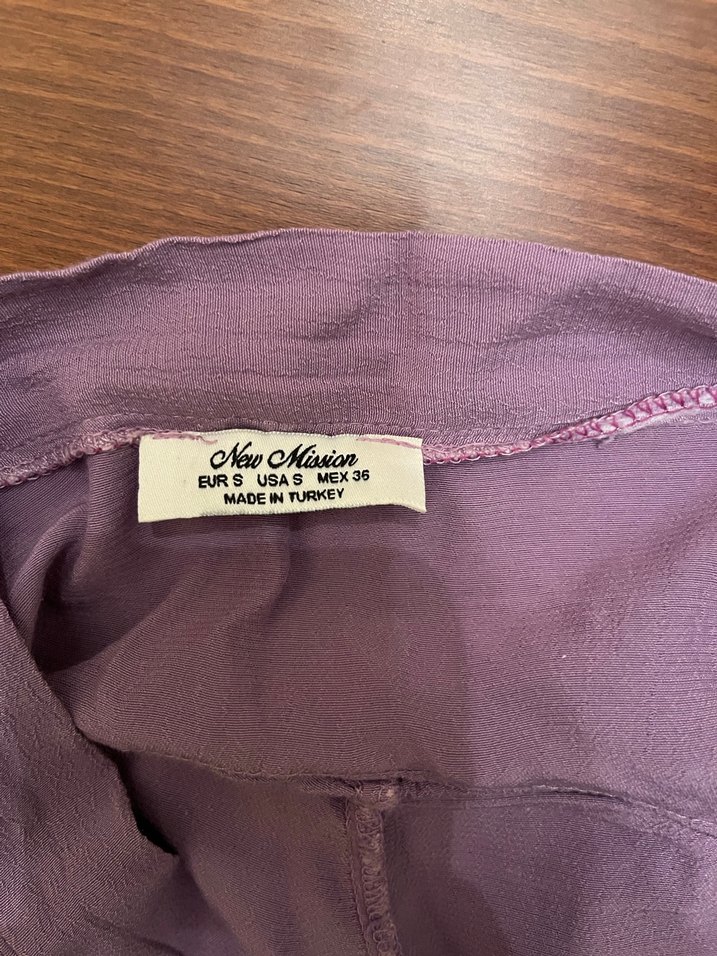 New Mission
EUR S USA S MEX 36
MADE IN TURKEY